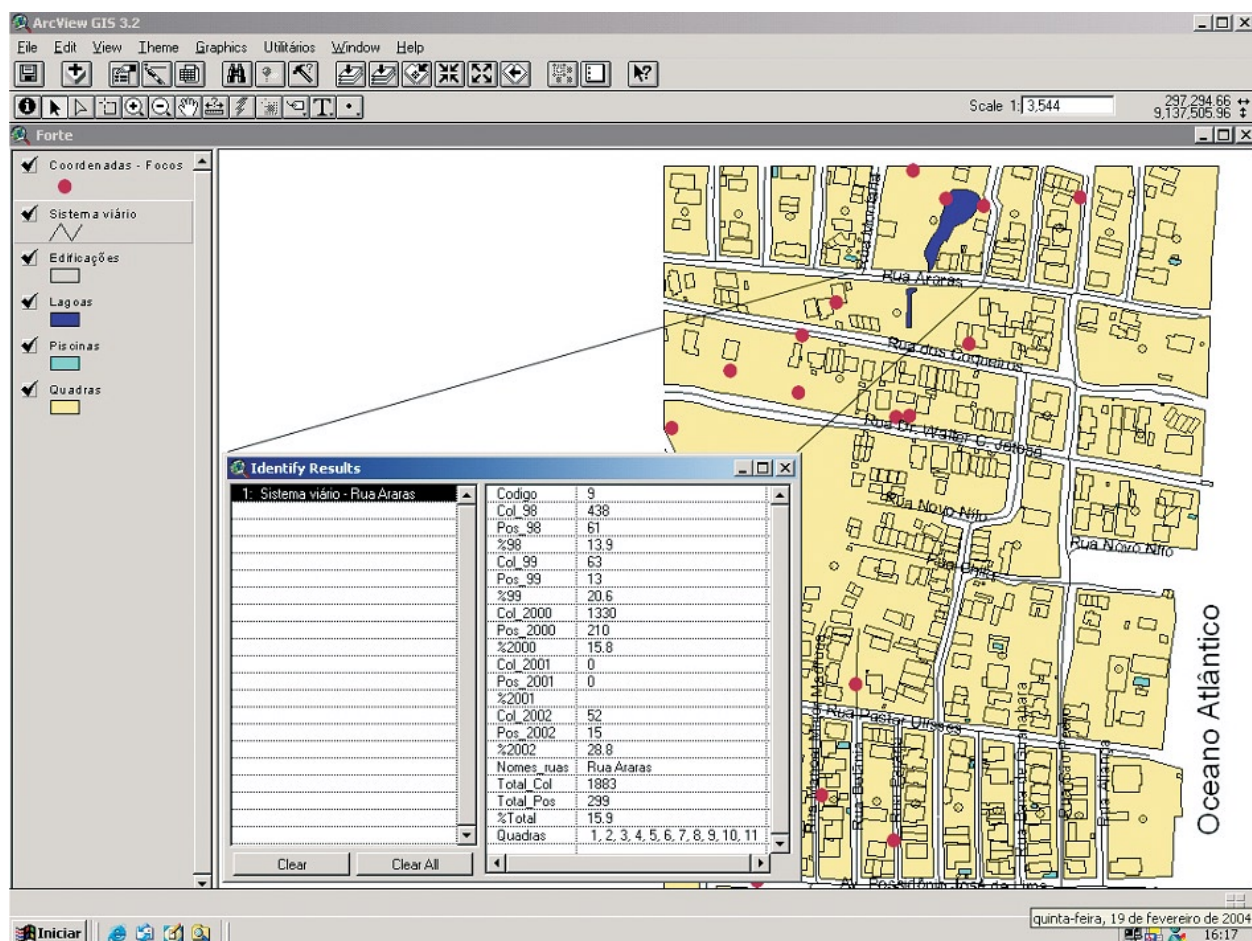 ArcView GIS 3.2
File Edit View Theme Graphics Utilitários Window Help
Scale 1: 3,544
297,294.66
9,137,505.96
Forte
Coordenadas - Focos
Sistema viário
Edificações
Lagoas
Piscinas
Quadras
Rua Araras
Rua dos Coqueiros
Rua Novo Nilo
Rua Novo Nilo
Rua Chile
Rua Pastor Ulisses
Rua Aliança
Oceano Atlântico
Identify Results
1: Sistema viário - Rua Araras
Codigo 9
Col_98 438
Pos_98 61
%98 13.9
Col_99 63
Pos_99 13
%99 20.6
Col_2000 1330
Pos_2000 210
%2000 15.8
Col_2001 0
Pos_2001 0
%2001
Col_2002 52
Pos_2002 15
%2002 28.8
Nomes_ruas Rua Araras
Total_Col 1883
Total_Pos 299
%Total 15.9
Quadras 1, 2, 3, 4, 5, 6, 7, 8, 9, 10, 11
Clear Clear All
quinta-feira, 19 de fevereiro de 2004
Iniciar
16:17